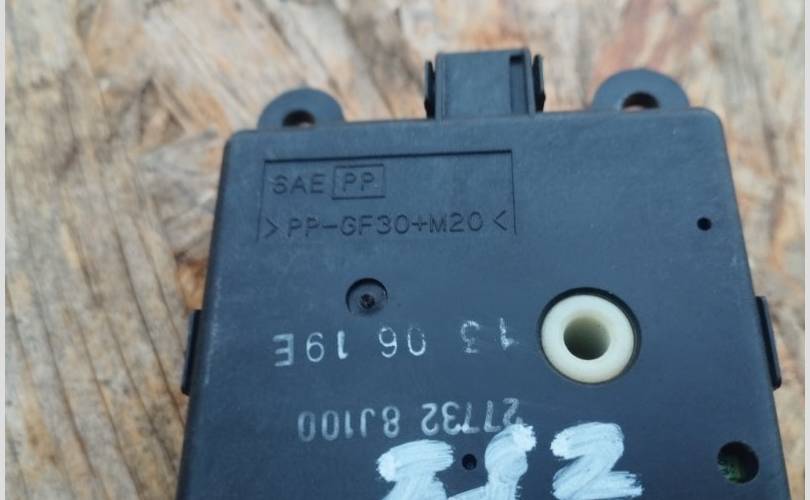 SAE PP
>PP-GF30+M20<
13 06 19E
27732 8J100